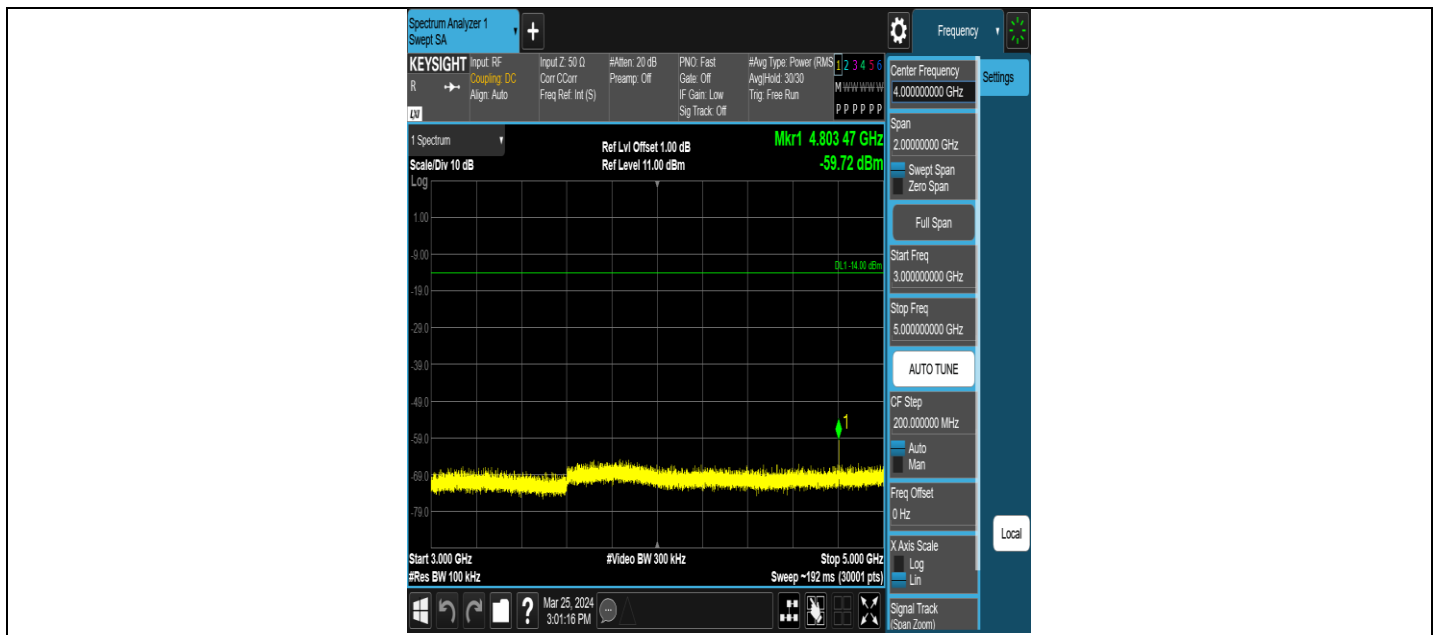 Spectrum Analyzer 1
Swept SA
+
Frequency
KEYSIGHT
R
LXI
Input: RF
Coupling: DC
Align: Auto
Input Z: 50 Ω
Corr CCorr
Freq Ref: Int (S)
#Atten: 20 dB
Preamp: Off
PNO: Fast
Gate: Off
IF Gain: Low
Sig Track: Off
#Avg Type: Power (RMS
Avg|Hold: 30/30
Trig: Free Run
1 2 3 4 5 6
M W W W W W
P P P P P P
1 Spectrum
Scale/Div 10 dB
Log
Ref Lvl Offset 1.00 dB
Ref Level 11.00 dBm
Mkr1 4.803 47 GHz
-59.72 dBm
1.00
-9.00
DL1 -14.00 dBm
-19.0
-29.0
-39.0
-49.0
1
-59.0
-69.0
-79.0
Start 3.000 GHz
#Res BW 100 kHz
#Video BW 300 kHz
Stop 5.000 GHz
Sweep ~192 ms (30001 pts)
?
Mar 25, 2024
3:01:16 PM
Center Frequency
4.000000000 GHz
Settings
Span
2.00000000 GHz
Swept Span
Zero Span
Full Span
Start Freq
3.000000000 GHz
Stop Freq
5.000000000 GHz
AUTO TUNE
CF Step
200.000000 MHz
Auto
Man
Freq Offset
0 Hz
X Axis Scale
Log
Lin
Local
Signal Track
(Span Zoom)